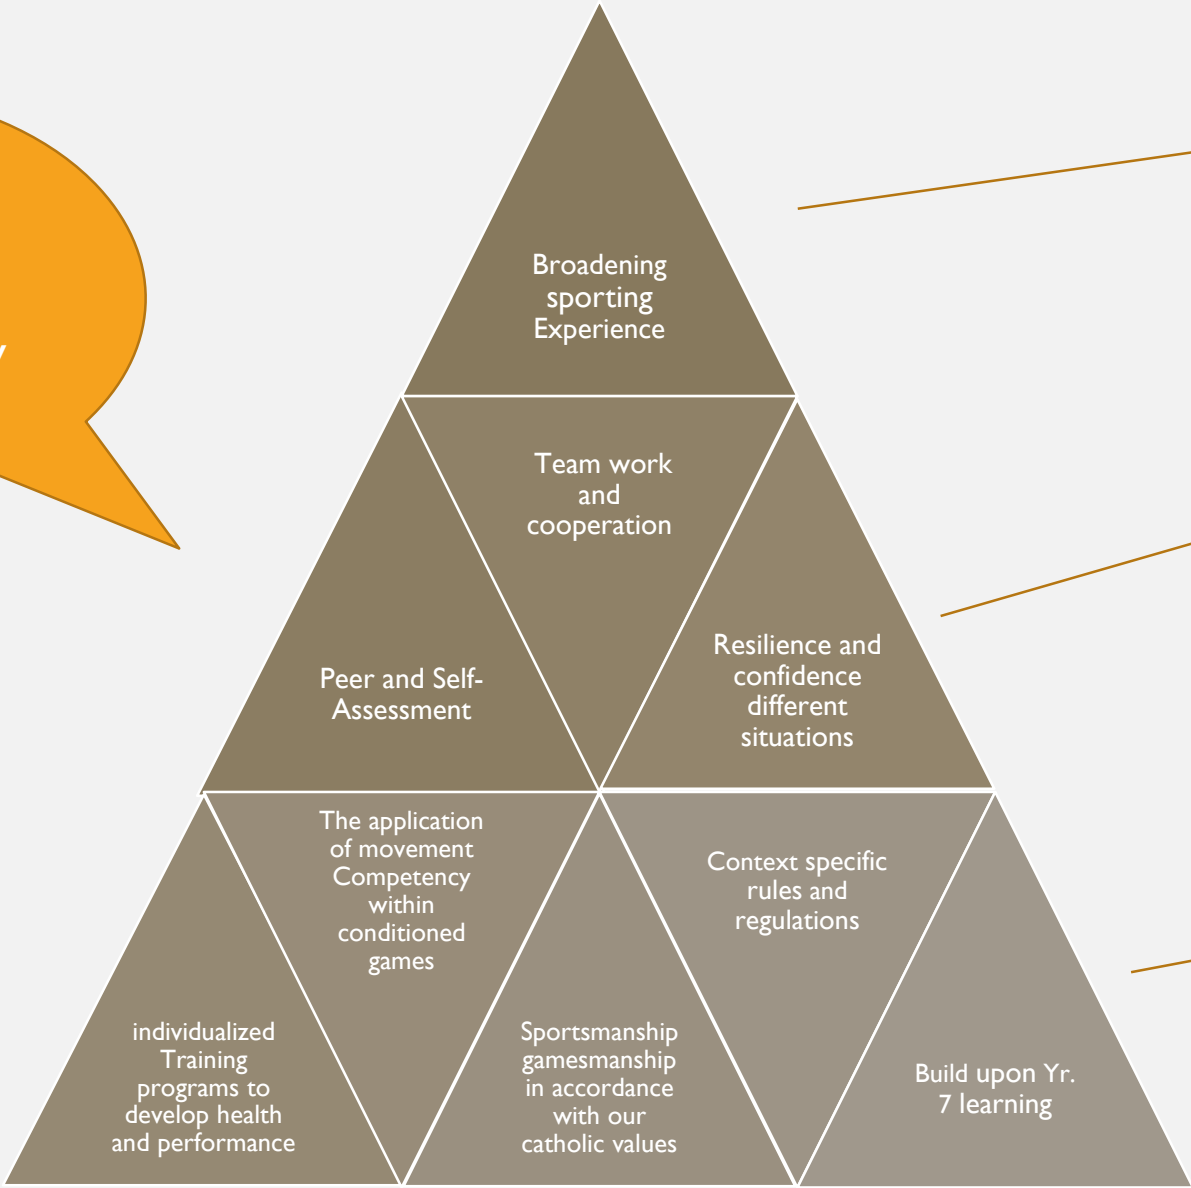 Broadening
sporting
Experience
Team work
and
cooperation
Peer and Self-
Assessment
Resilience and
confidence
different
situations
The application
of movement
Competency
within
conditioned
games
Context specific
rules and
regulations
individualized
Training
programs to
develop health
and performance
Sportsmanship
gamesmanship
in accordance
with our
catholic values
Build upon Yr.
7 learning